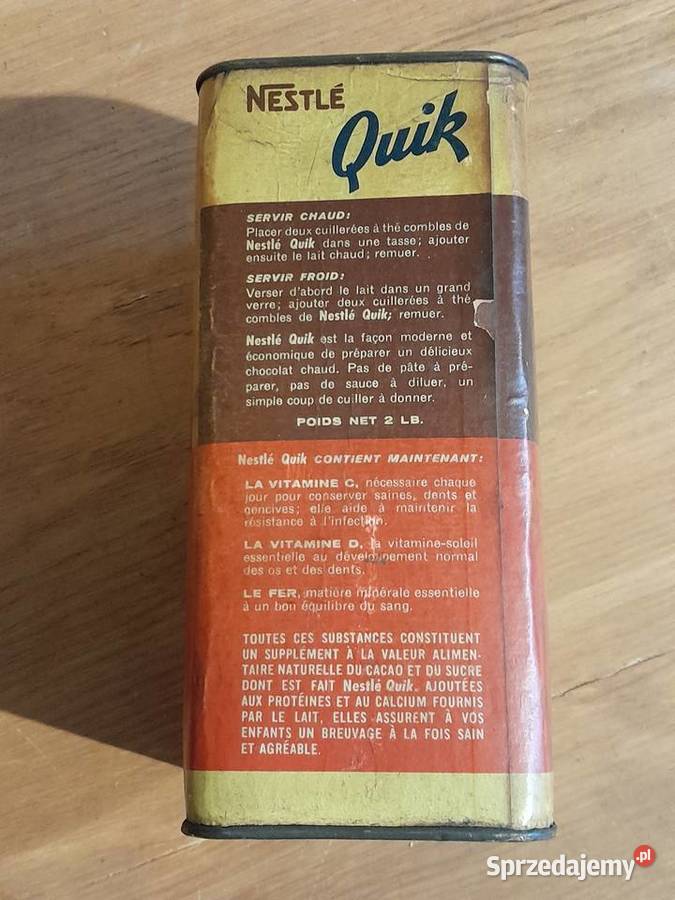 NESTLÉ
Quik
SERVIR CHAUD:
Placer deux cuillerées à thé combles de
Nestlé Quik dans une tasse; ajouter
ensuite le lait chaud; remuer.
SERVIR FROID:
Verser d'abord le lait dans un grand
verre; ajouter deux cuillerées à thé
combles de Nestlé Quik; remuer.
Nestlé Quik est la façon moderne et
économique de préparer un délicieux
chocolat chaud. Pas de pâte à pré-
parer, pas de sauce à diluer, un
simple coup de cuiller à donner.
POIDS NET 2 LB.
Nestlé Quik CONTIENT MAINTENANT:
LA VITAMINE C, nécessaire chaque
jour pour conserver saines, dents et
gencives; elle aide à maintenir la
résistance à l'infection.
LA VITAMINE D, la vitamine-soleil
essentielle au développement normal
des os et des dents.
LE FER, matière minérale essentielle
à un bon équilibre du sang.
TOUTES CES SUBSTANCES CONSTITUENT
UN SUPPLÉMENT À LA VALEUR ALIMEN-
TAIRE NATURELLE DU CACAO ET DU SUCRE
DONT EST FAIT Nestlé Quik. AJOUTÉES
AUX PROTÉINES ET AU CALCIUM FOURNIS
PAR LE LAIT, ELLES ASSURENT À VOS
ENFANTS UN BREUVAGE À LA FOIS SAIN
ET AGRÉABLE.
Sprzedajemy.pl